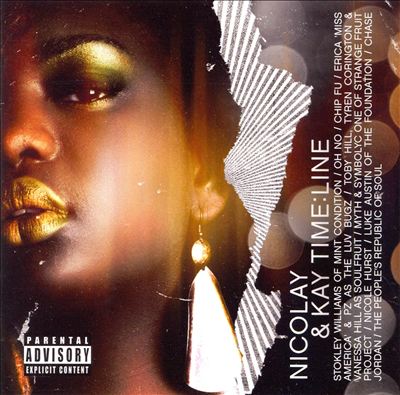 NICOLAY
& KAY TIME:LINE
STOKLEY WILLIAMS OF MINT CONDITION / OH NO / CHIP FU / ERICA 'MISS
AMERICA' & PZ AS THE 'LUV BUGZ' / TOBY HILL, TYREN CORINGTON &
VANESSA HILL AS SOULFRUIT / MYTH & SYMBOLYC ONE OF STRANGE FRUIT
PROJECT / NICOLE HURST / LUKE AUSTIN OF THE FOUNDATION / CHASE
JORDAN / THE PEOPLE'S REPUBLIC OF SOUL
PARENTAL
ADVISORY
EXPLICIT CONTENT